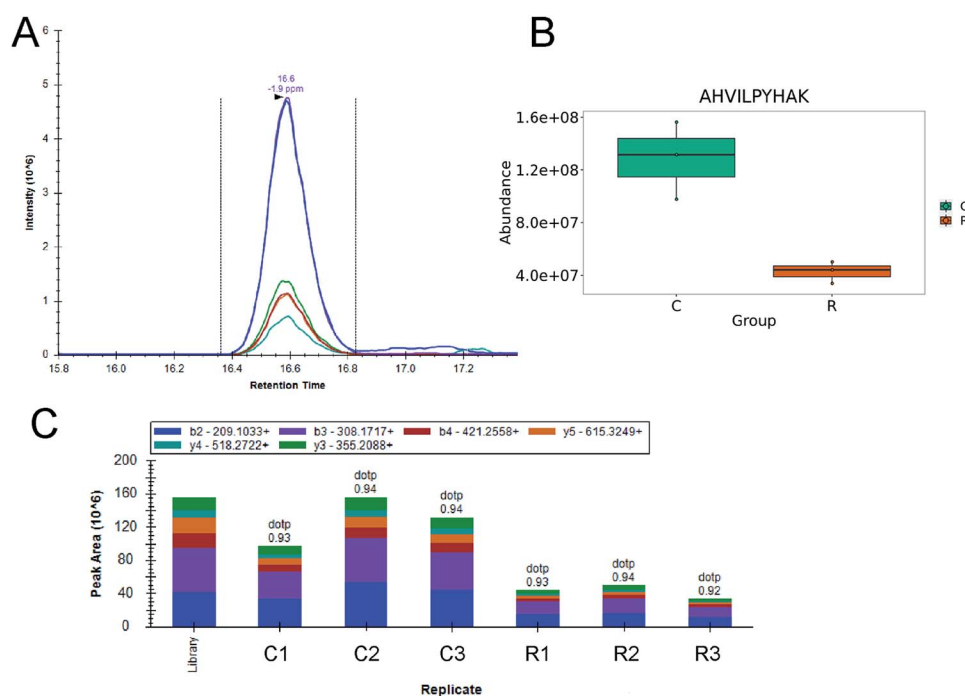 A
6
5
4
3
2
1
0
Intensity (10^6)
16.6
-1.9 ppm
15.8 16.0 16.2 16.4 16.6 16.8 17.0 17.2
Retention Time
B
AHVILPYHAK
1.6e+08
1.2e+08
8.0e+07
4.0e+07
Abundance
C R
Group
C
b2 - 209.1033+ b3 - 308.1717+ b4 - 421.2558+ y5 - 615.3249+
y4 - 518.2722+ y3 - 355.2088+
200
160
120
80
40
0
Peak Area (10^6)
dotp
0.93
dotp
0.94
dotp
0.94
dotp
0.93
dotp
0.94
dotp
0.92
Library C1 C2 C3 R1 R2 R3
Replicate